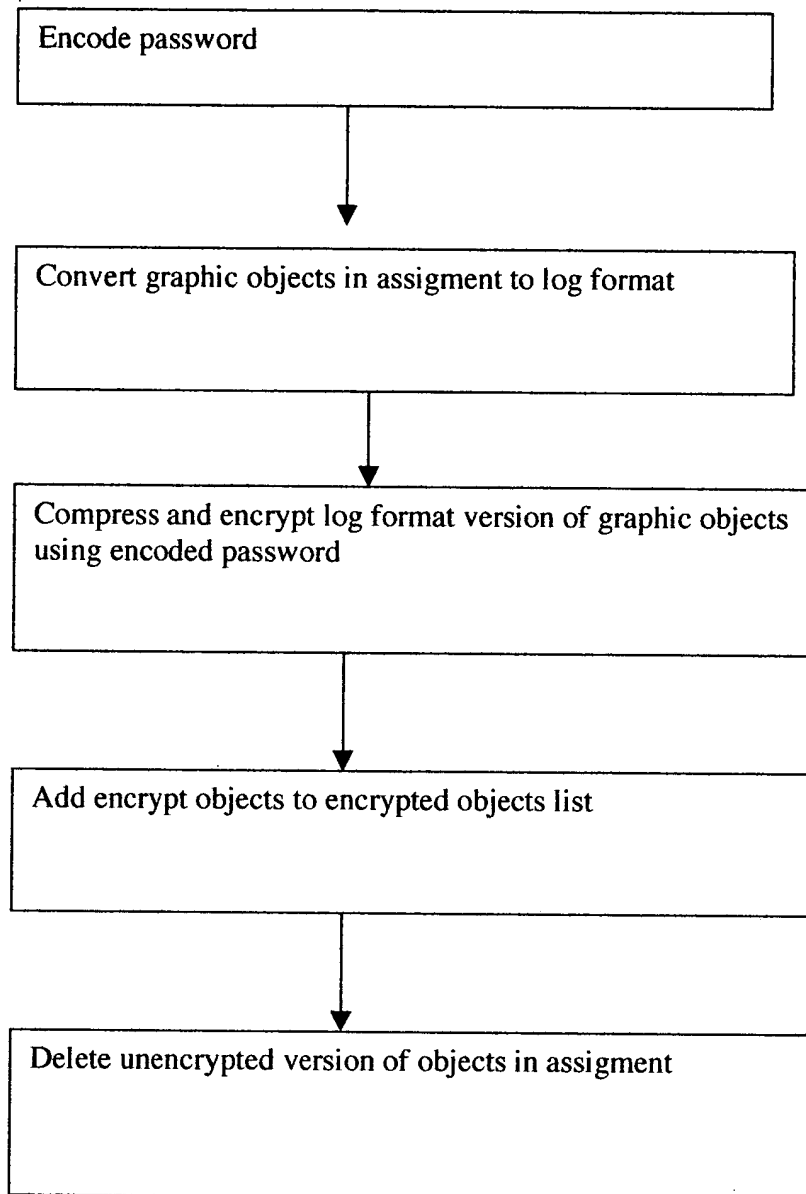 Encode password
Convert graphic objects in assigment to log format
Compress and encrypt log format version of graphic objects
using encoded password
Add encrypt objects to encrypted objects list
Delete unencrypted version of objects in assigment